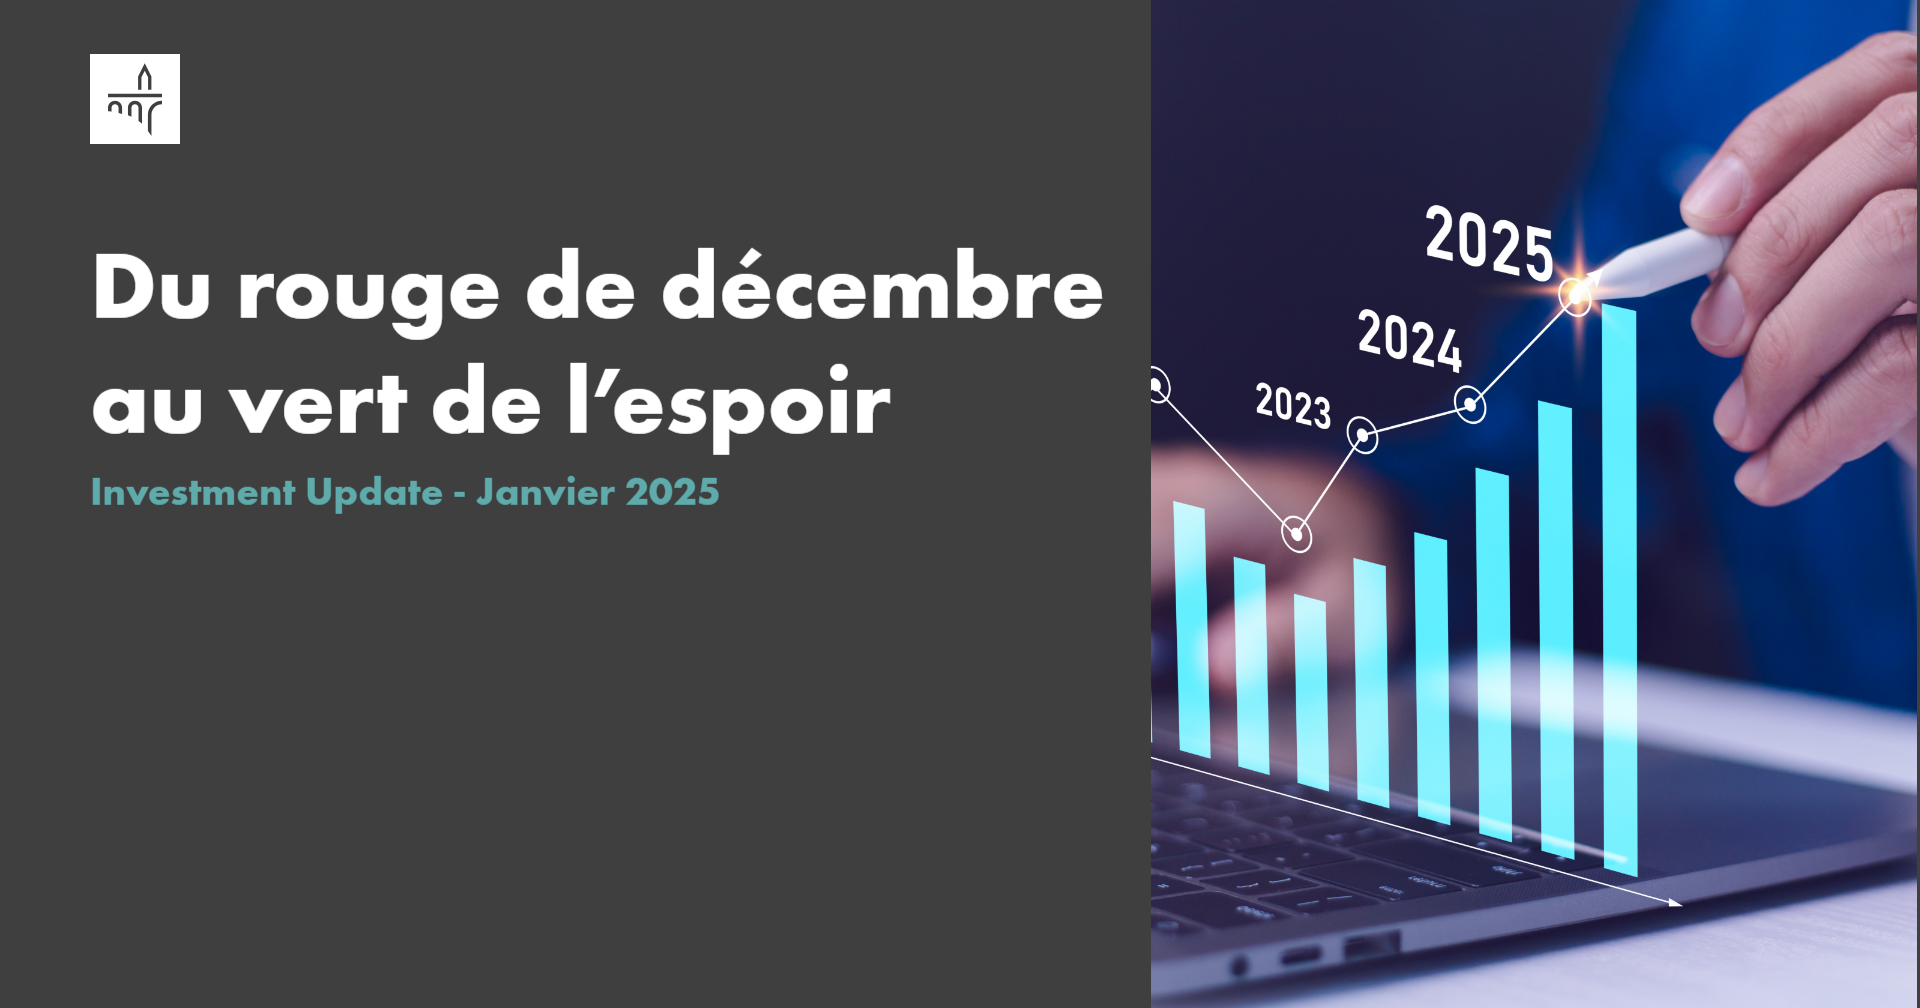 Du rouge de décembre
au vert de l’espoir
Investment Update - Janvier 2025
2025
2024
2023